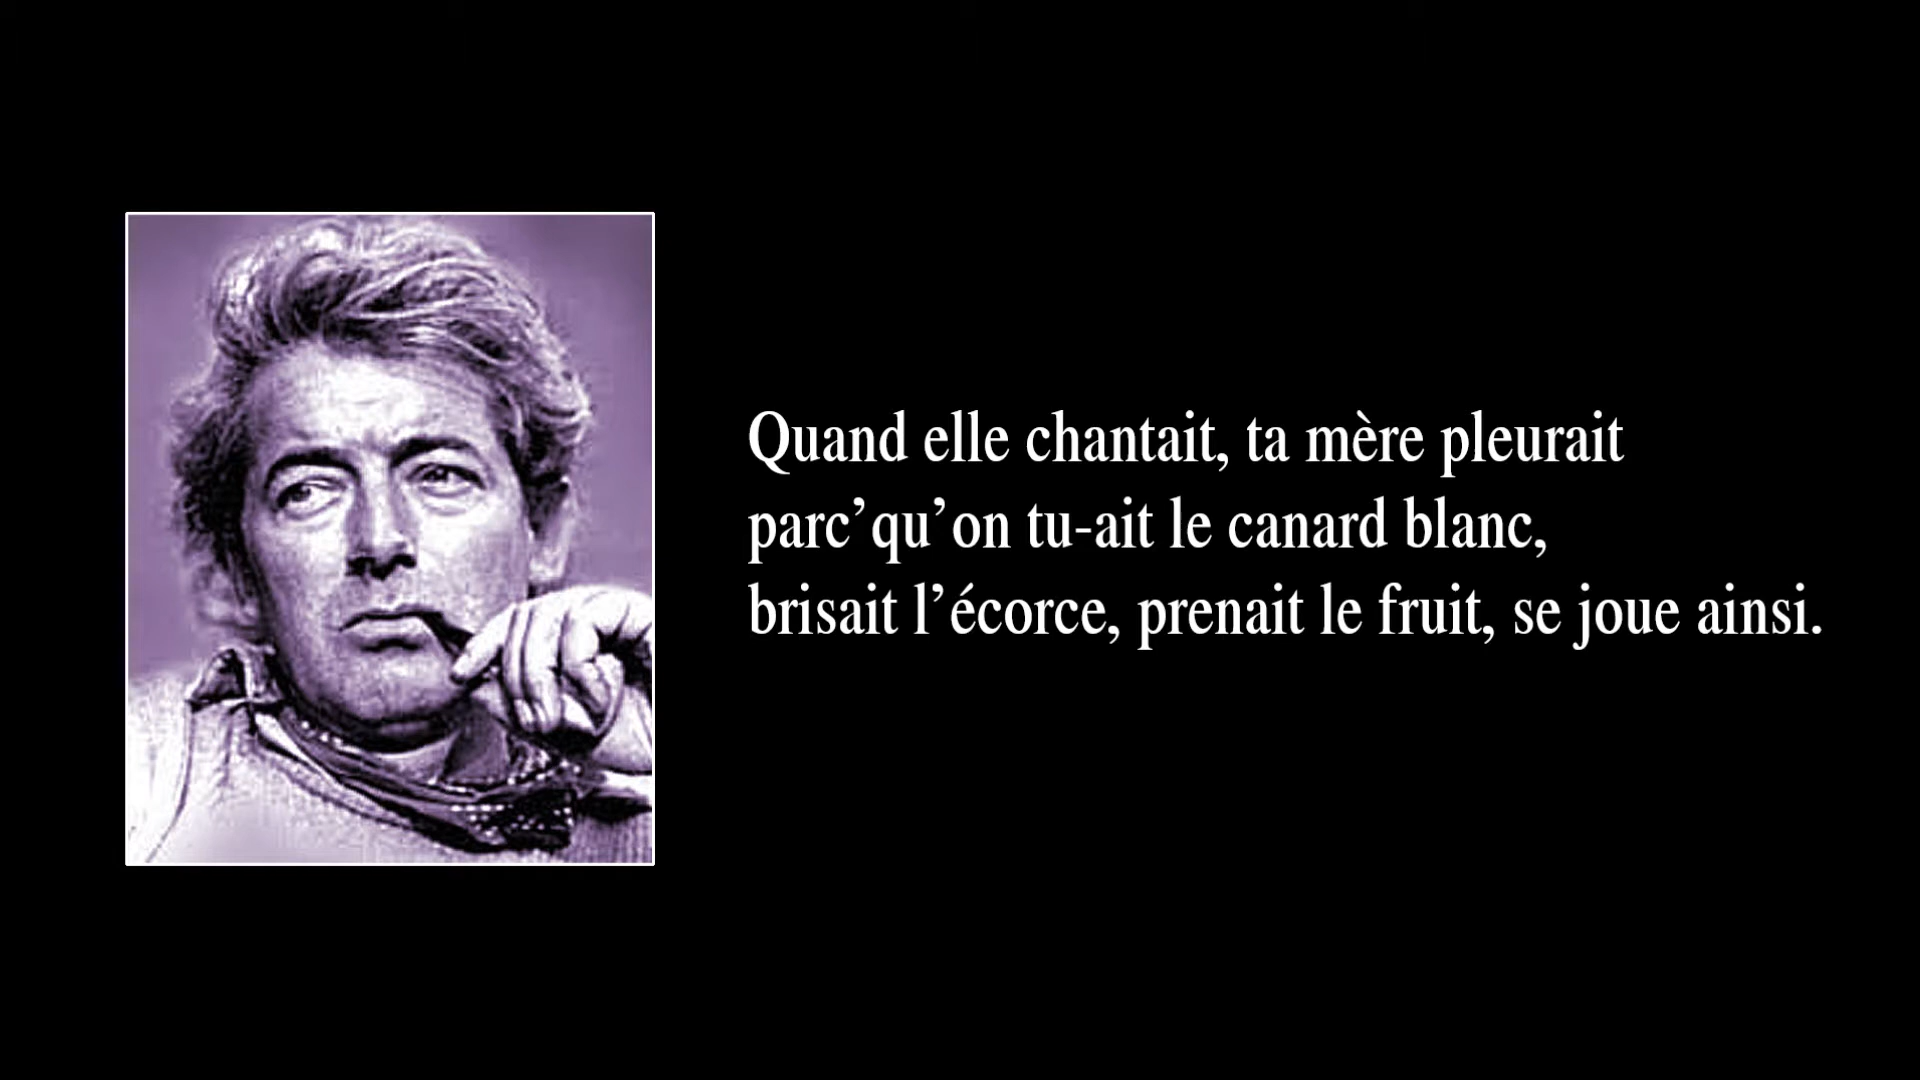 Quand elle chantait, ta mère pleurait
parc’qu’on tu-ait le canard blanc,
brisait l’écorce, prenait le fruit, se joue ainsi.